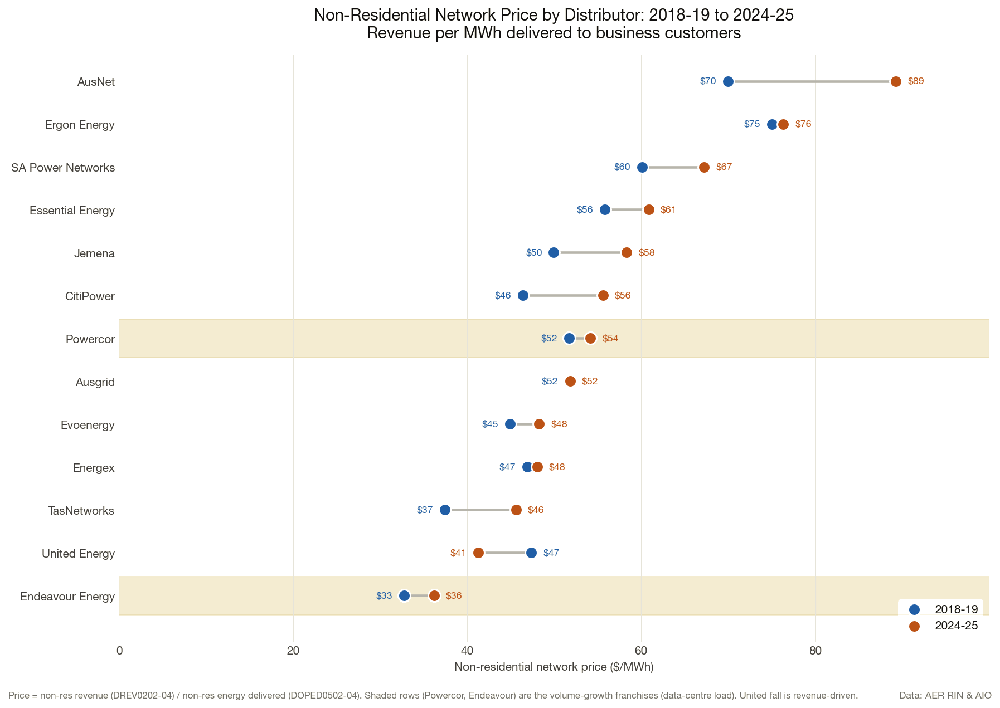 Non-Residential Network Price by Distributor: 2018-19 to 2024-25
Revenue per MWh delivered to business customers
AusNet $70 $89
Ergon Energy $75 $76
SA Power Networks $60 $67
Essential Energy $56 $61
Jemena $50 $58
CitiPower $46 $56
Powercor $52 $54
Ausgrid $52 $52
Evoenergy $45 $48
Energex $47 $48
TasNetworks $37 $46
United Energy $41 $47
Endeavour Energy $33 $36
2018-19
2024-25
0 20 40 60 80
Non-residential network price ($/MWh)
Price = non-res revenue (DREV0202-04) / non-res energy delivered (DOPED0502-04). Shaded rows (Powercor, Endeavour) are the volume-growth franchises (data-centre load). United fall is revenue-driven.
Data: AER RIN & AIO